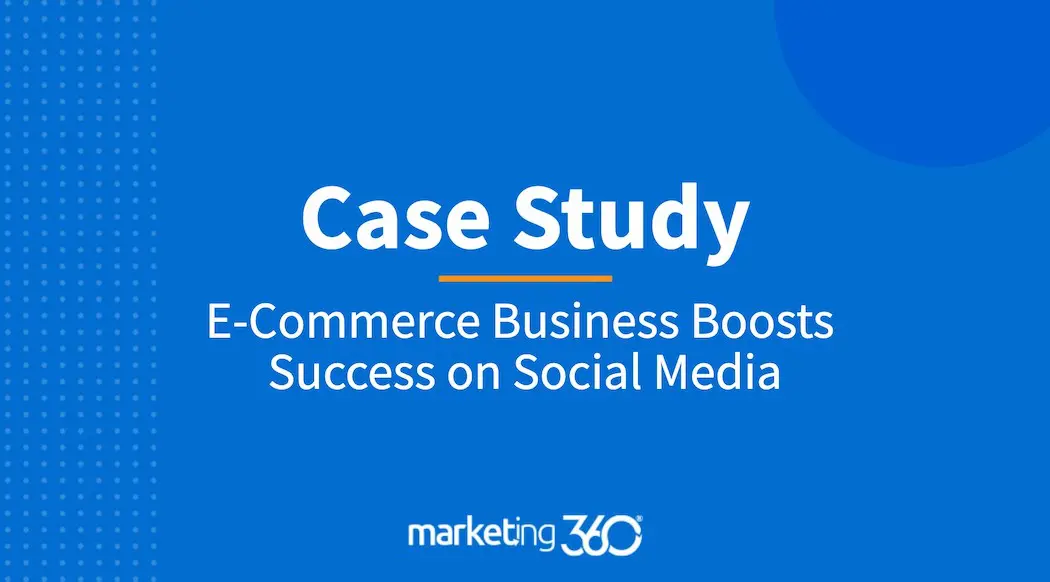 Case Study
E-Commerce Business Boosts
Success on Social Media
marketing 360®